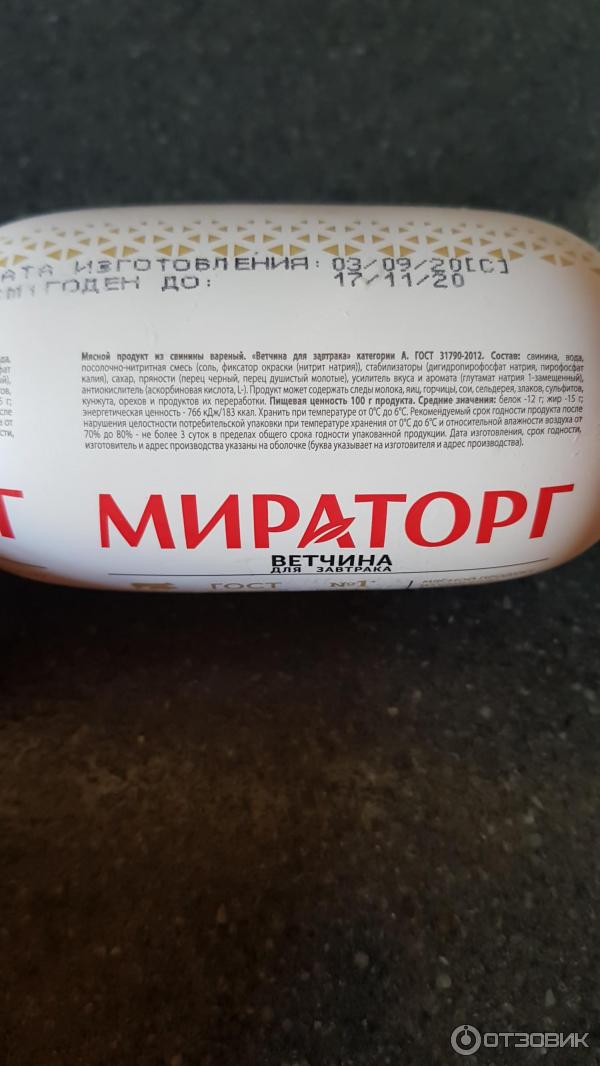 АТА ИЗГОТОВЛЕНИЯ: 03/09/20[С]
ГОДЕН ДО: 17/11/20
Мясной продукт из свинины вареный. «Ветчина для завтрака» категории А. ГОСТ 31790-2012. Состав: свинина, вода,
посолочно-нитритная смесь (соль, фиксатор окраски (нитрит натрия)), стабилизаторы (дигидропирофосфат натрия, пирофосфат
калия), сахар, пряности (перец черный, перец душистый молотые), усилитель вкуса и аромата (глутамат натрия 1-замещенный),
антиокислитель (аскорбиновая кислота, L-). Продукт может содержать следы молока, яиц, горчицы, сои, сельдерея, злаков, сульфитов,
кунжута, орехов и продуктов их переработки. Пищевая ценность 100 г продукта. Средние значения: белок -12 г; жир -15 г;
энергетическая ценность - 766 кДж/183 ккал. Хранить при температуре от 0°С до 6°С. Рекомендуемый срок годности продукта после
нарушения целостности потребительской упаковки при температуре хранения от 0°С до 6°С и относительной влажности воздуха от
70% до 80% - не более 3 суток в пределах общего срока годности упакованной продукции. Дата изготовления, срок годности,
изготовитель и адрес производства указаны на оболочке (буква указывает на изготовителя и адрес производства).
Г МИРАТОРГ
ВЕТЧИНА
ДЛЯ ЗАВТРАКА
ГОСТ №1
ОТЗОВИК